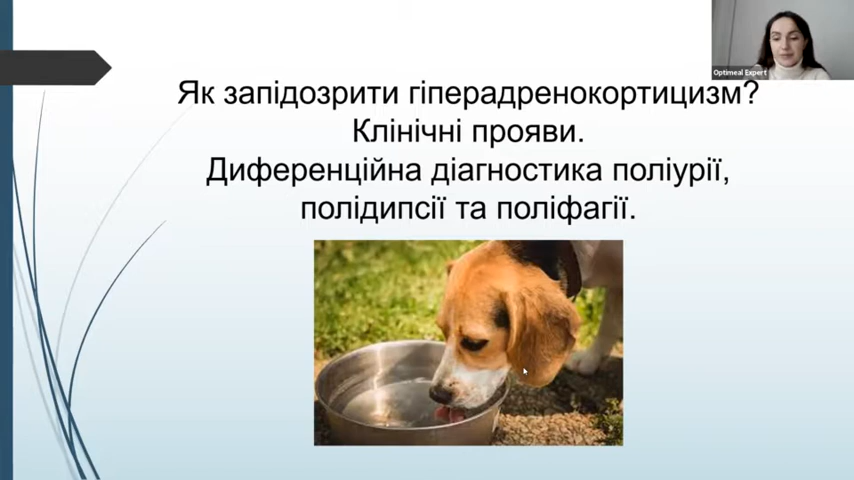 Optimeal Expert
Як запідозрити гіперадренокортицизм?
Клінічні прояви.
Диференційна діагностика поліурії,
полідипсії та поліфагії.